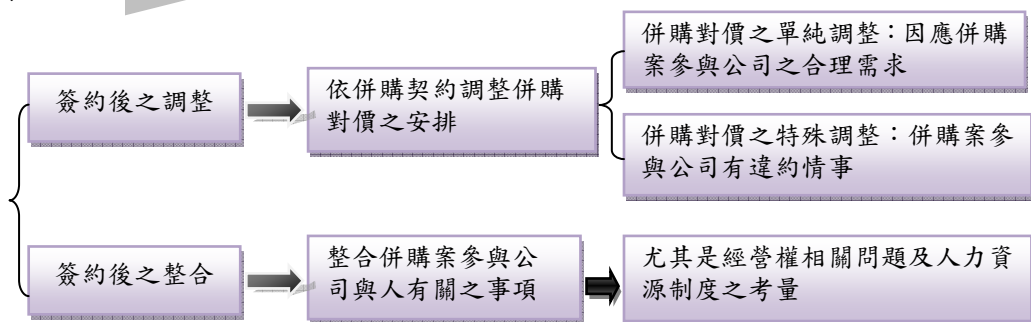 簽約後之調整
依併購契約調整併購
對價之安排
併購對價之單純調整：因應併購
案參與公司之合理需求
併購對價之特殊調整：併購案參
與公司有違約情事
簽約後之整合
整合併購案參與公
司與人有關之事項
尤其是經營權相關問題及人力資
源制度之考量